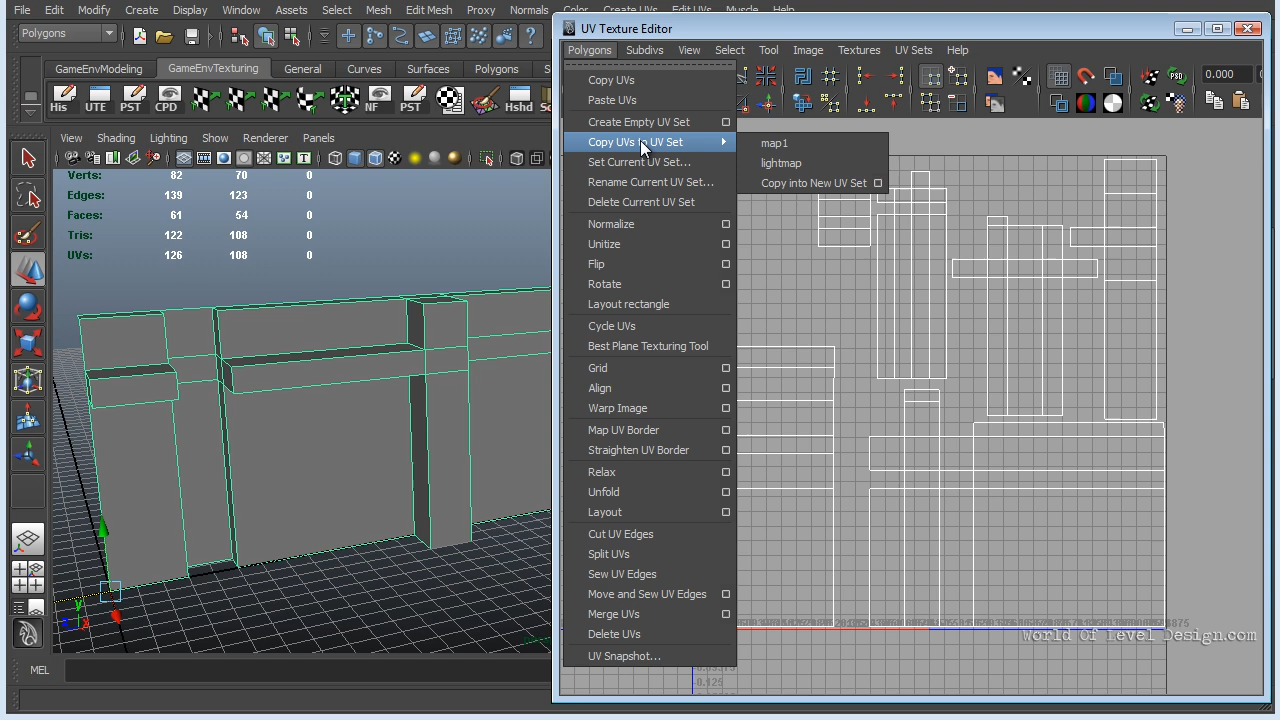 File Edit Modify Create Display Window Assets Select Mesh Edit Mesh Proxy Normals Color Create UVs Edit UVs Muscle Help
Polygons
GameEnvModeling GameEnvTexturing General Curves Surfaces Polygons
His UTE PST CPD NF PST Hshd
View Shading Lighting Show Renderer Panels
Verts: 82 70 0
Edges: 139 123 0
Faces: 61 54 0
Tris: 122 108 0
UVs: 126 108 0
y
z x
MEL
UV Texture Editor
Polygons Subdivs View Select Tool Image Textures UV Sets Help
PSD 0.000
Copy UVs
Paste UVs
Create Empty UV Set
Copy UVs to UV Set
Set Current UV Set...
Rename Current UV Set...
Delete Current UV Set
Normalize
Unitize
Flip
Rotate
Layout rectangle
Cycle UVs
Best Plane Texturing Tool
Grid
Align
Warp Image
Map UV Border
Straighten UV Border
Relax
Unfold
Layout
Cut UV Edges
Split UVs
Sew UV Edges
Move and Sew UV Edges
Merge UVs
Delete UVs
UV Snapshot...
map1
lightmap
Copy into New UV Set
World Of Level Design.com
-0.125